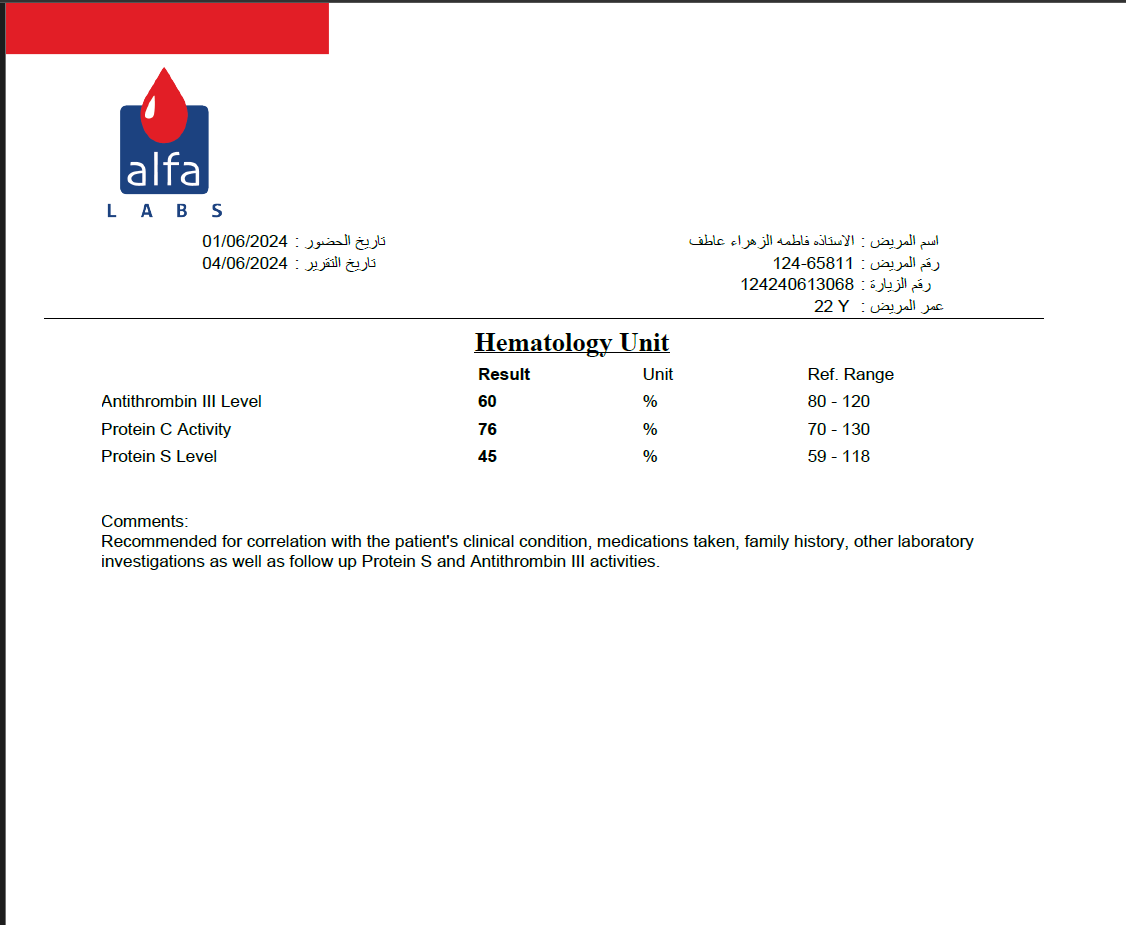 alfa
LABS
اسم المريض : الاستاذه فاطمه الزهراء عاطف
تاريخ الحضور : 01/06/2024
رقم المريض : 124-65811
تاريخ التقرير : 04/06/2024
رقم الزيارة : 124240613068
عمر المريض : 22 Y
Hematology Unit
Result Unit Ref. Range
Antithrombin III Level 60 % 80 - 120
Protein C Activity 76 % 70 - 130
Protein S Level 45 % 59 - 118
Comments:
Recommended for correlation with the patient's clinical condition, medications taken, family history, other laboratory
investigations as well as follow up Protein S and Antithrombin III activities.